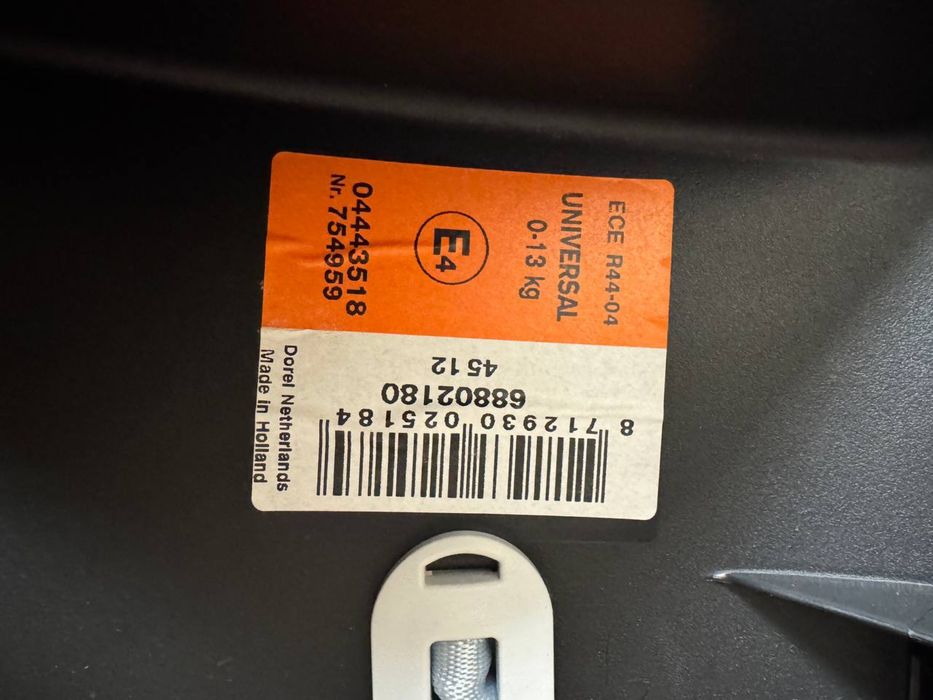 ECE R44-04
UNIVERSAL
0-13 kg
E4
04443518
Nr. 754959
4512
68802180
8 712930 025184
Dorel Netherlands
Made in Holland